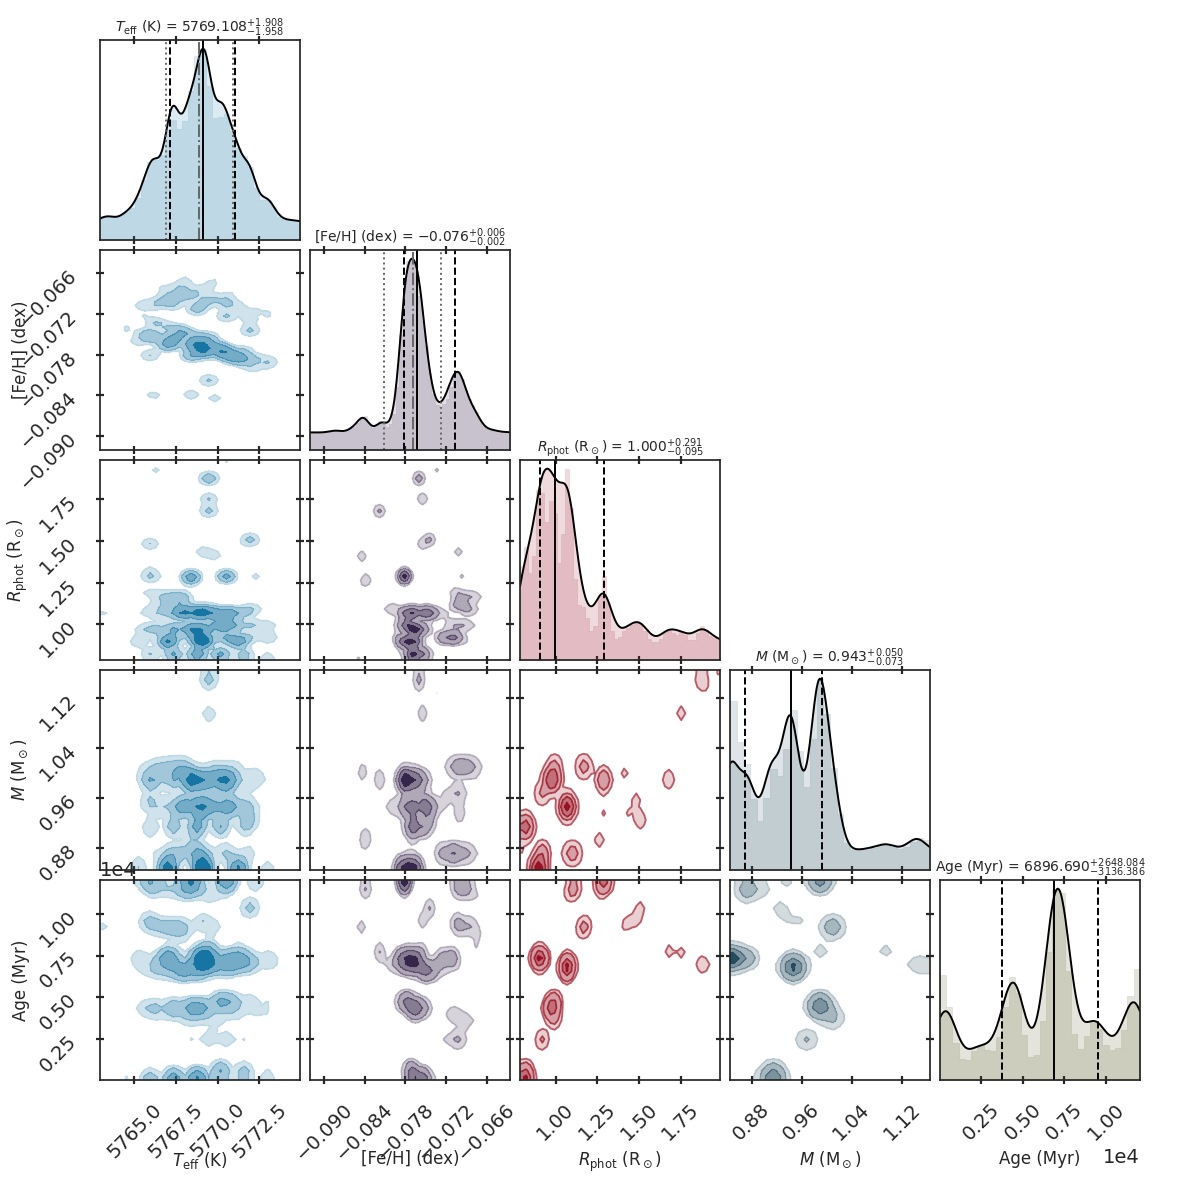 T_eff (K) = 5769.108 +1.908 −1.958
[Fe/H] (dex) = −0.076 +0.006 −0.002
[Fe/H] (dex)
−0.066
−0.072
−0.078
−0.084
−0.090
R_phot (R⊙) = 1.000 +0.291 −0.095
R_phot (R⊙)
1.75
1.50
1.25
1.00
M (M⊙) = 0.943 +0.050 −0.073
M (M⊙)
1.12
1.04
0.96
0.88
Age (Myr) = 6896.690 +2648.084 −3136.386
1e4
Age (Myr)
1.00
0.75
0.50
0.25
5765.0 5767.5 5770.0 5772.5
−0.090 −0.084 −0.078 −0.072 −0.066
1.00 1.25 1.50 1.75
0.88 0.96 1.04 1.12
0.25 0.50 0.75 1.00
T_eff (K)
[Fe/H] (dex)
R_phot (R⊙)
M (M⊙)
Age (Myr)
1e4